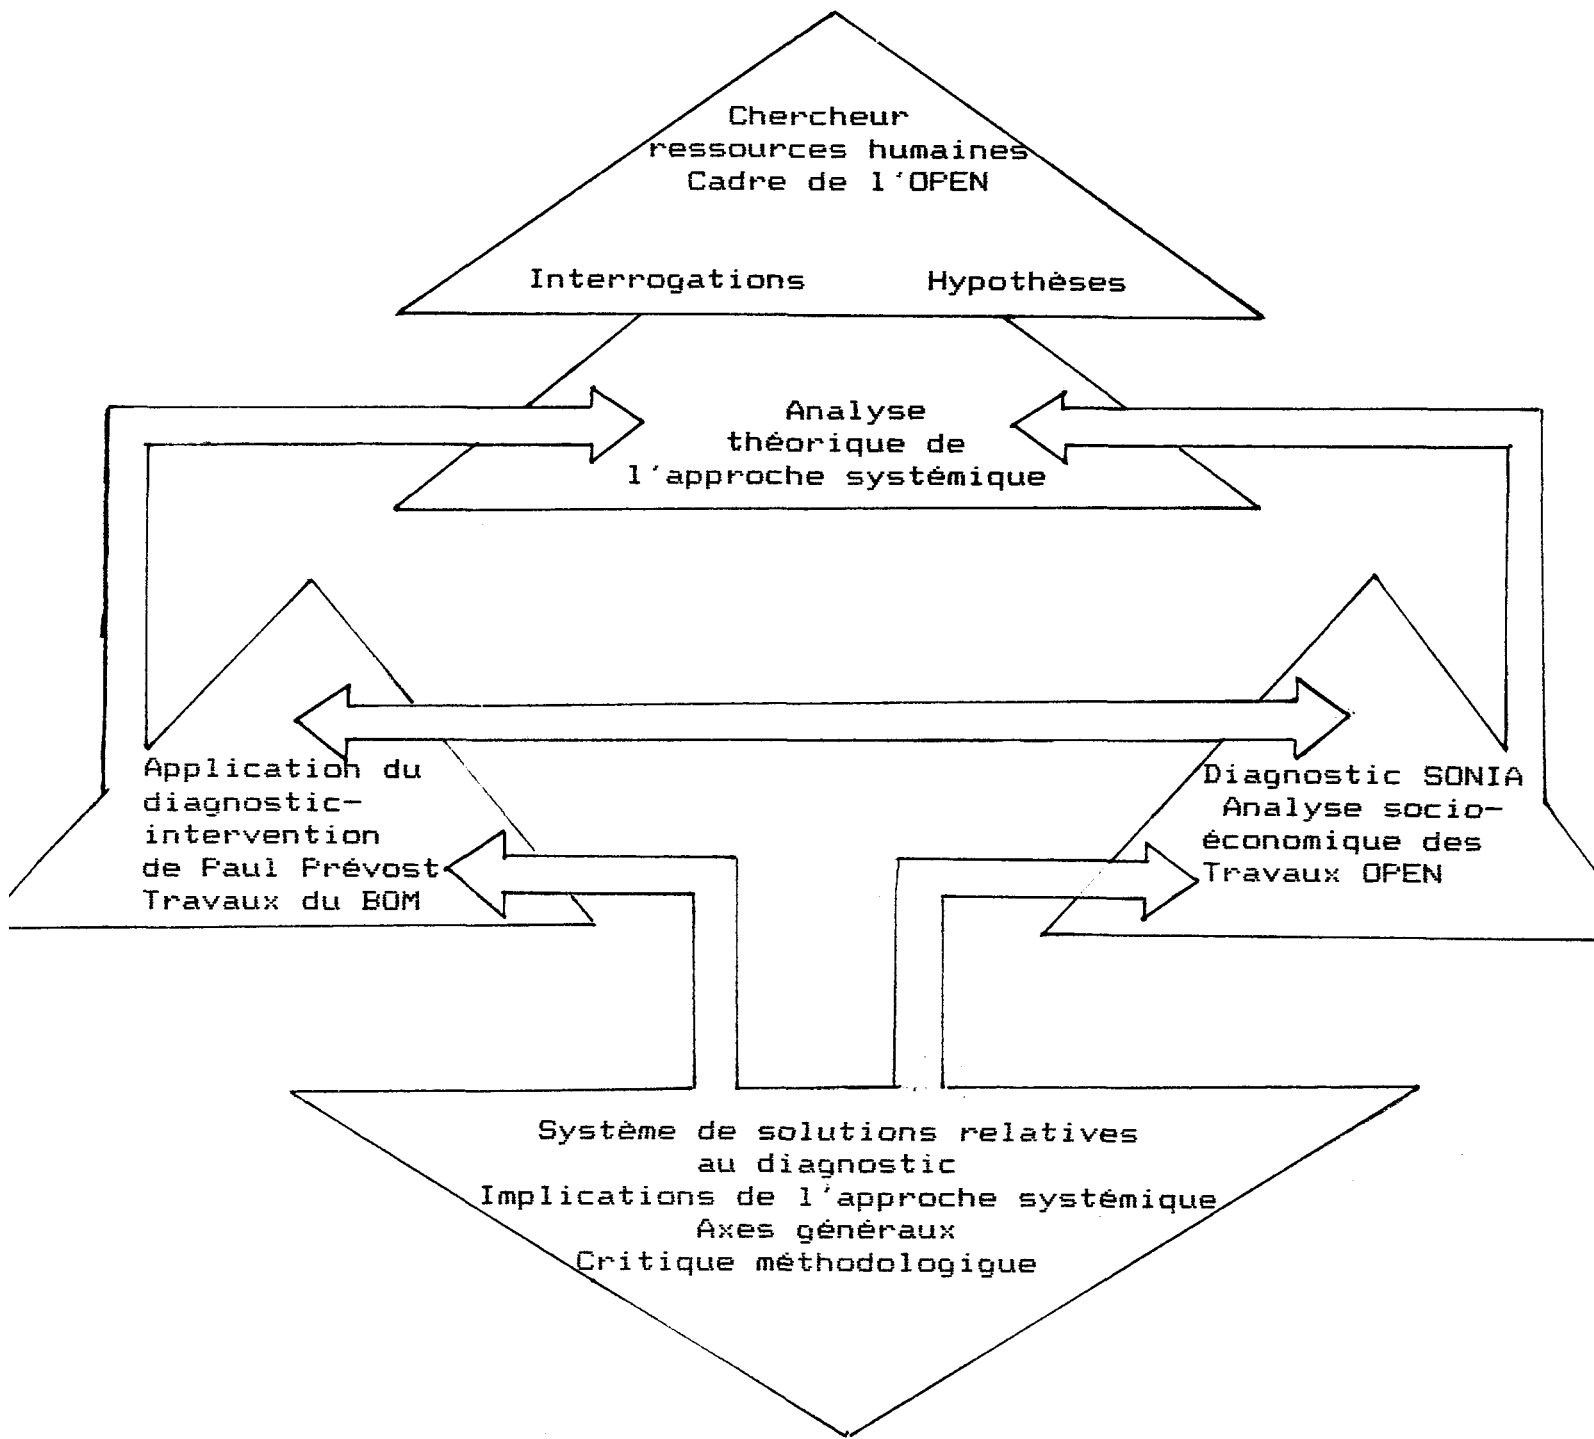 Chercheur
ressources humaines
Cadre de l'OPEN
Interrogations
Hypothèses
Analyse
théorique de
l'approche systémique
Application du
diagnostic-
intervention
de Paul Prévost
Travaux du BOM
Diagnostic SONIA
Analyse socio-
économique des
Travaux OPEN
Système de solutions relatives
au diagnostic
Implications de l'approche systémique
Axes généraux
Critique méthodologigue